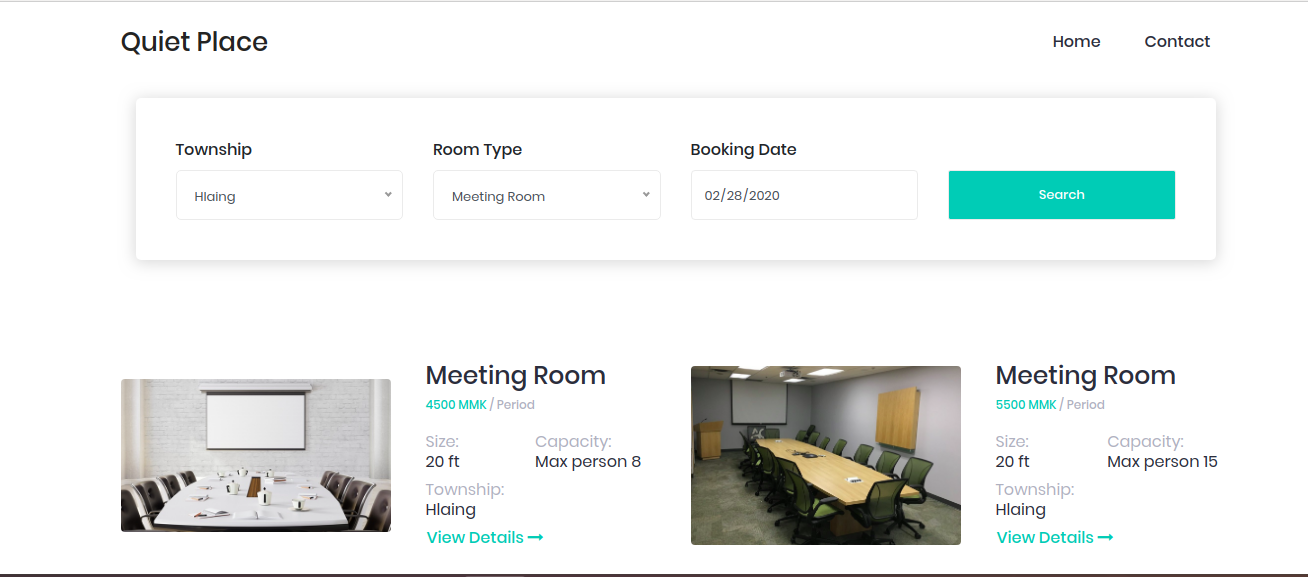 Quiet Place
Home Contact
Township
Room Type
Booking Date
Hlaing
Meeting Room
02/28/2020
Search
Meeting Room
4500 MMK / Period
Size:
20 ft
Capacity:
Max person 8
Township:
Hlaing
View Details
Meeting Room
5500 MMK / Period
Size:
20 ft
Capacity:
Max person 15
Township:
Hlaing
View Details